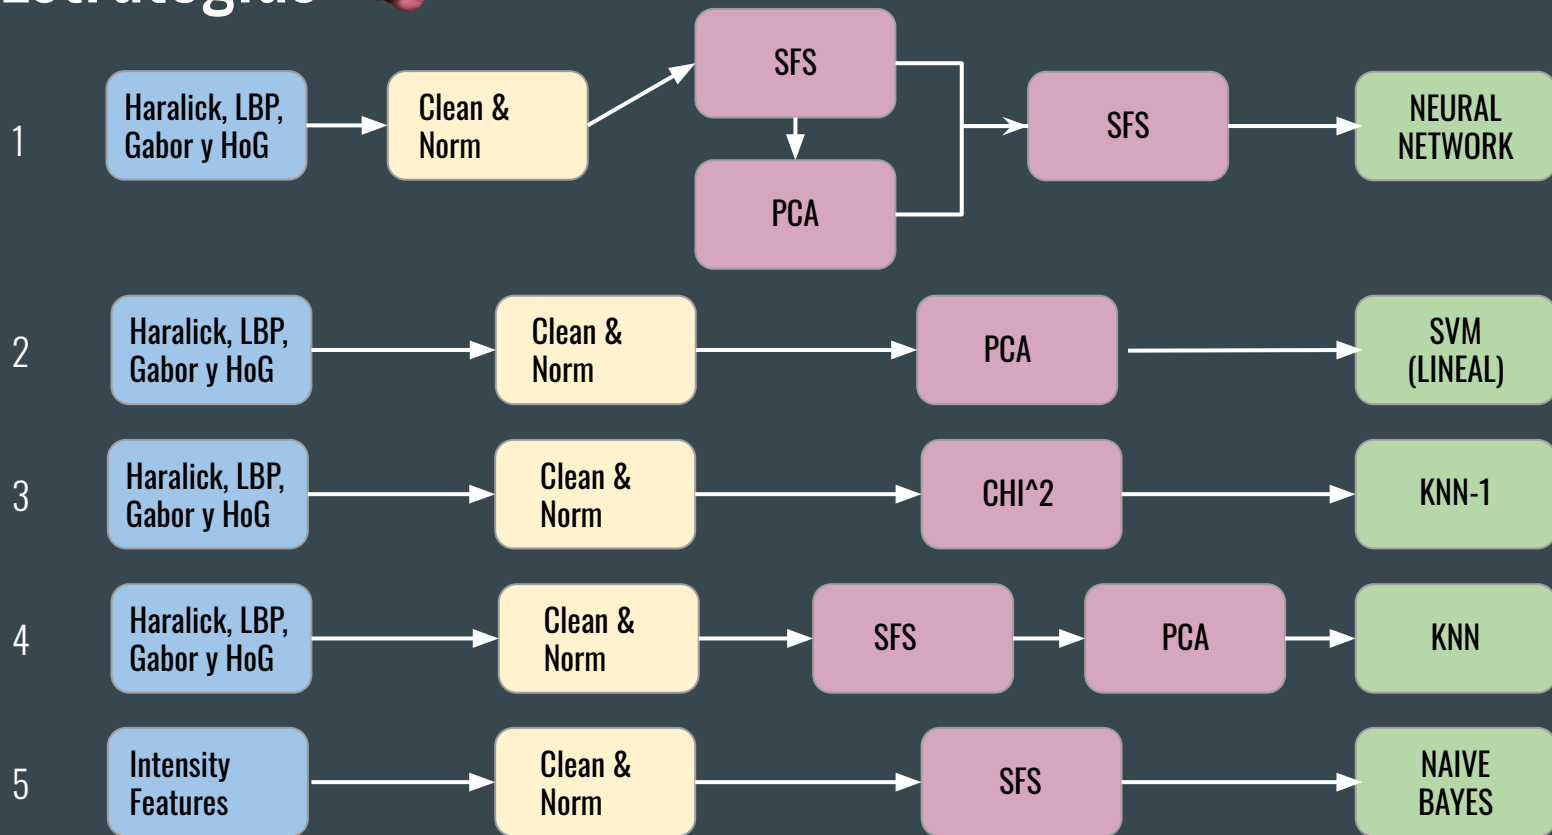 1
Haralick, LBP,
Gabor y HoG
Clean &
Norm
SFS
PCA
SFS
NEURAL
NETWORK
2
Haralick, LBP,
Gabor y HoG
Clean &
Norm
PCA
SVM
(LINEAL)
3
Haralick, LBP,
Gabor y HoG
Clean &
Norm
CHI^2
KNN-1
4
Haralick, LBP,
Gabor y HoG
Clean &
Norm
SFS
PCA
KNN
5
Intensity
Features
Clean &
Norm
SFS
NAIVE
BAYES